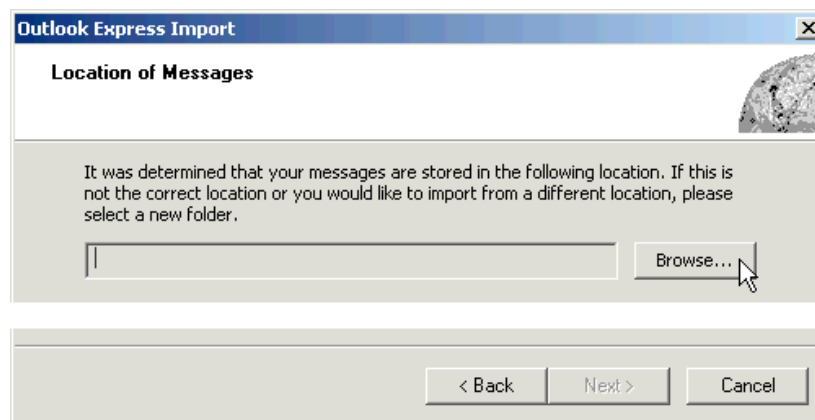 Outlook Express Import
Location of Messages
It was determined that your messages are stored in the following location. If this is
not the correct location or you would like to import from a different location, please
select a new folder.
Browse...
< Back Next > Cancel